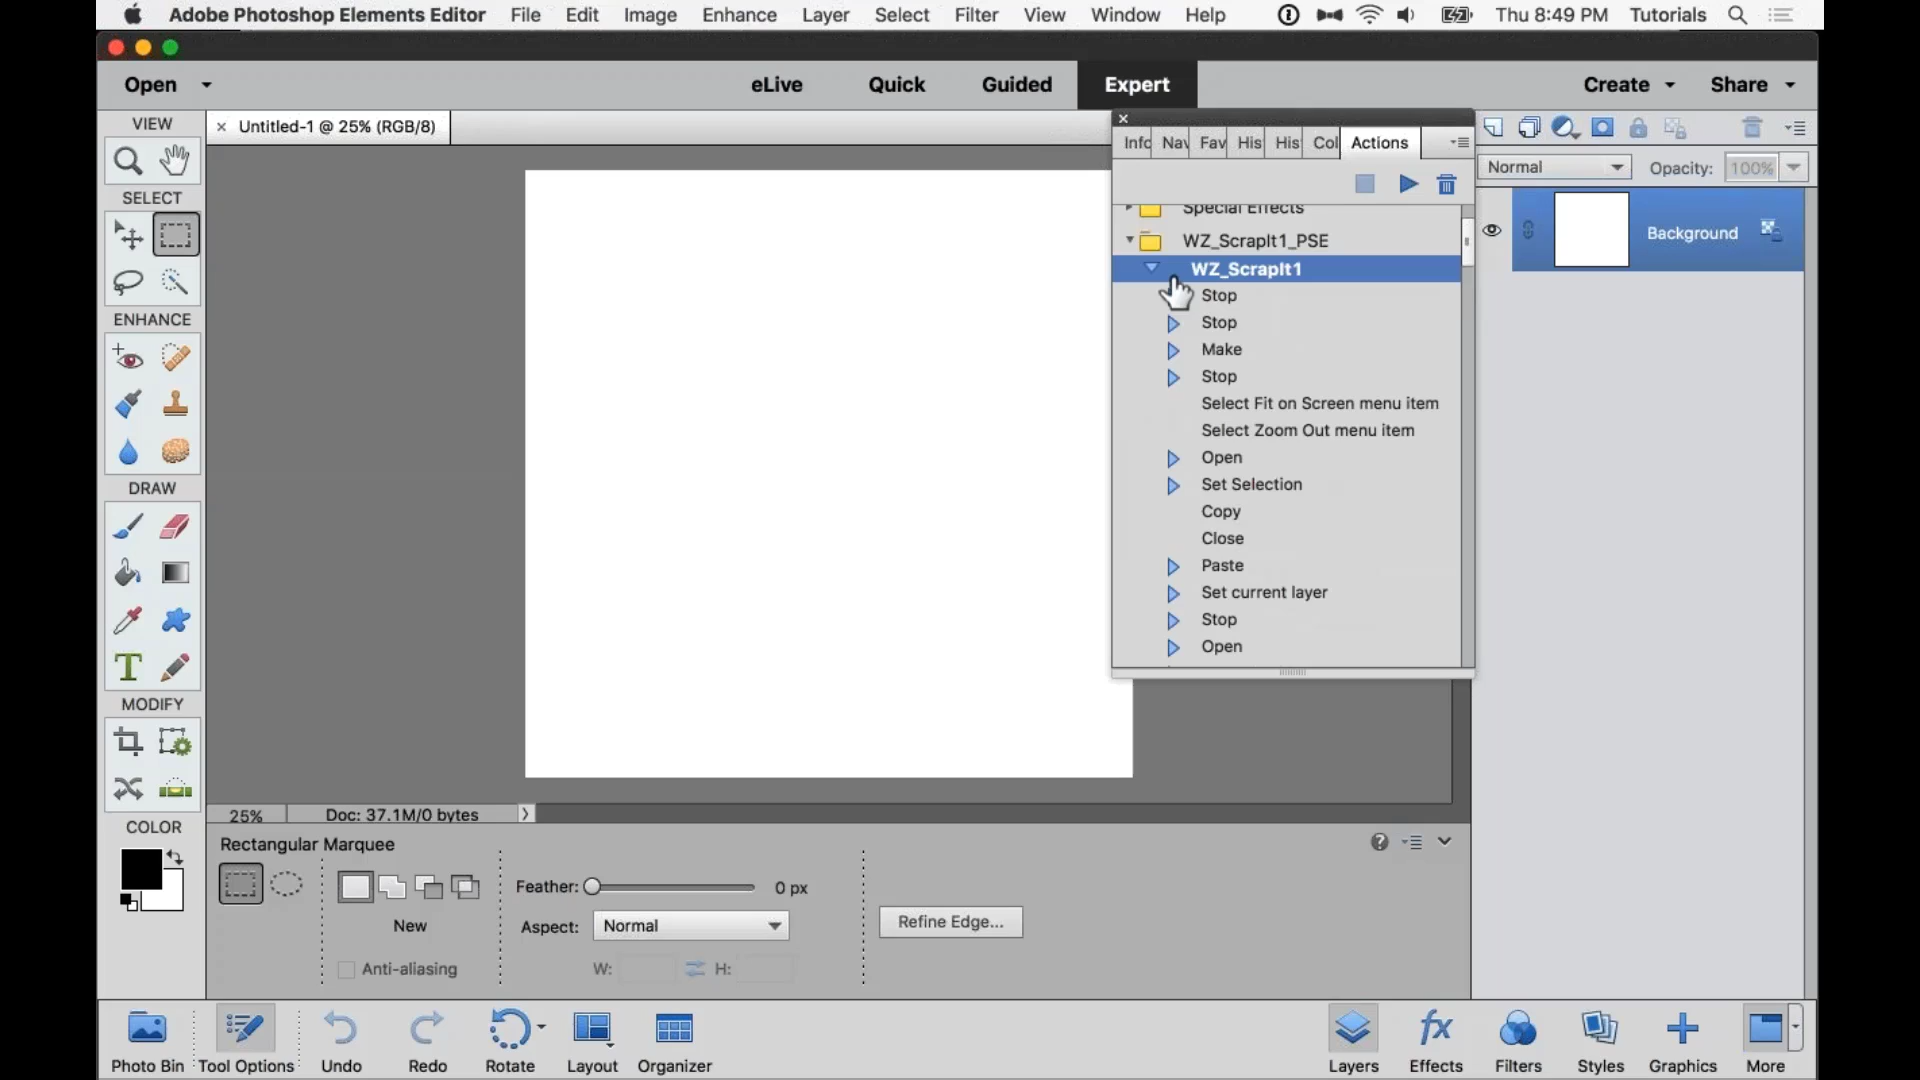 Adobe Photoshop Elements Editor File Edit Image Enhance Layer Select Filter View Window Help Thu 8:49 PM Tutorials
Open eLive Quick Guided Expert Create Share
VIEW
× Untitled-1 @ 25% (RGB/8)
Info Nav Fav His His Col Actions
Normal Opacity: 100%
SELECT
Special Effects
WZ_ScrapIt1_PSE
Background
WZ_ScrapIt1
Stop
ENHANCE
Stop
Make
Stop
Select Fit on Screen menu item
Select Zoom Out menu item
Open
Set Selection
DRAW
Copy
Close
Paste
Set current layer
Stop
Open
T
MODIFY
25% Doc: 37.1M/0 bytes
COLOR
Rectangular Marquee
Feather: 0 px
New
Aspect: Normal
Refine Edge...
Anti-aliasing
W: H:
fx
Photo Bin Tool Options Undo Redo Rotate Layout Organizer Layers Effects Filters Styles Graphics More